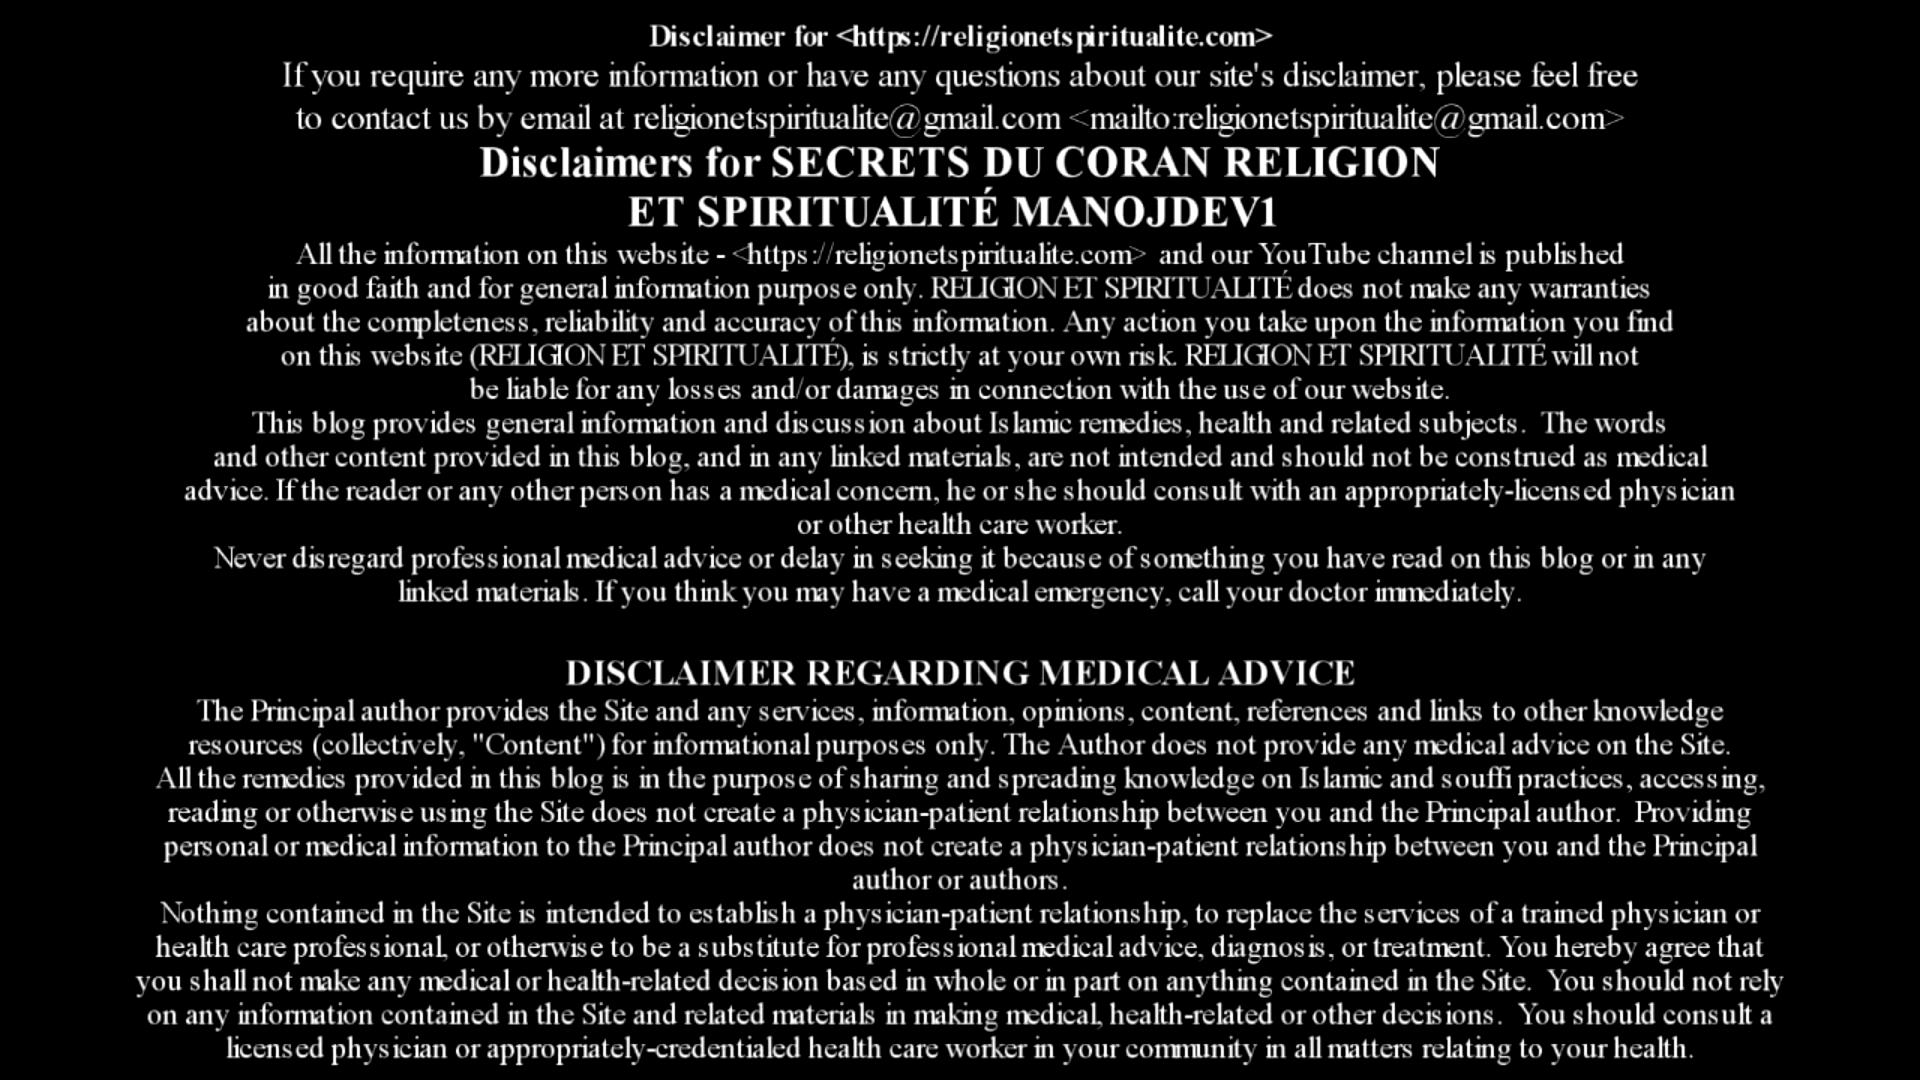 Disclaimer for <https://religionetspiritualite.com>
If you require any more information or have any questions about our site's disclaimer, please feel free
to contact us by email at religionetspiritualite@gmail.com <mailto:religionetspiritualite@gmail.com>
Disclaimers for SECRETS DU CORAN RELIGION
ET SPIRITUALITÉ MANOJDEV1
All the information on this website - <https://religionetspiritualite.com> and our YouTube channel is published
in good faith and for general information purpose only. RELIGION ET SPIRITUALITÉ does not make any warranties
about the completeness, reliability and accuracy of this information. Any action you take upon the information you find
on this website (RELIGION ET SPIRITUALITÉ), is strictly at your own risk. RELIGION ET SPIRITUALITÉ will not
be liable for any losses and/or damages in connection with the use of our website.
This blog provides general information and discussion about Islamic remedies, health and related subjects. The words
and other content provided in this blog, and in any linked materials, are not intended and should not be construed as medical
advice. If the reader or any other person has a medical concern, he or she should consult with an appropriately-licensed physician
or other health care worker.
Never disregard professional medical advice or delay in seeking it because of something you have read on this blog or in any
linked materials. If you think you may have a medical emergency, call your doctor immediately.
DISCLAIMER REGARDING MEDICAL ADVICE
The Principal author provides the Site and any services, information, opinions, content, references and links to other knowledge
resources (collectively, "Content") for informational purposes only. The Author does not provide any medical advice on the Site.
All the remedies provided in this blog is in the purpose of sharing and spreading knowledge on Islamic and souffi practices, accessing,
reading or otherwise using the Site does not create a physician-patient relationship between you and the Principal author. Providing
personal or medical information to the Principal author does not create a physician-patient relationship between you and the Principal
author or authors.
Nothing contained in the Site is intended to establish a physician-patient relationship, to replace the services of a trained physician or
health care professional, or otherwise to be a substitute for professional medical advice, diagnosis, or treatment. You hereby agree that
you shall not make any medical or health-related decision based in whole or in part on anything contained in the Site. You should not rely
on any information contained in the Site and related materials in making medical, health-related or other decisions. You should consult a
licensed physician or appropriately-credentialed health care worker in your community in all matters relating to your health.